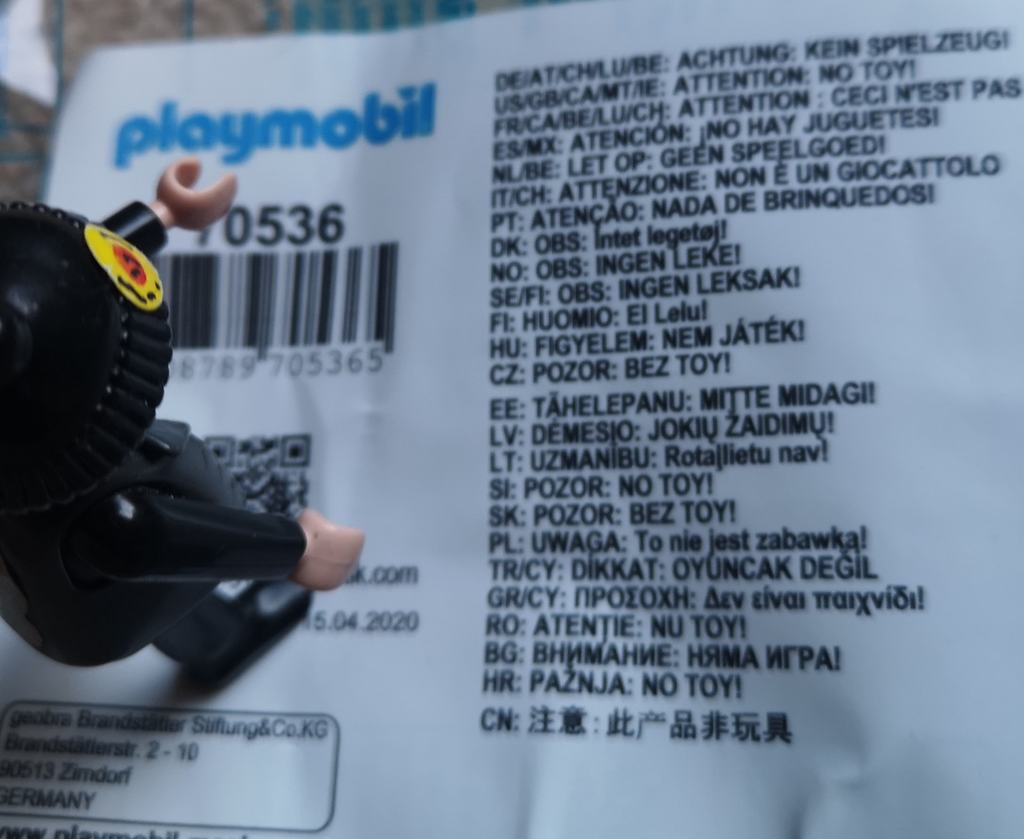 playmobil
70536
8789 705365
k.com
15.04.2020
geobra Brandstätter Stiftung&Co.KG
Brandstätterstr. 2 - 10
90513 Zirndorf
GERMANY
DE/AT/CH/LU/BE: ACHTUNG: KEIN SPIELZEUG!
US/GB/CA/MT/IE: ATTENTION: NO TOY!
FR/CA/BE/LU/CH: ATTENTION : CECI N'EST PAS
ES/MX: ATENCIÓN: ¡NO HAY JUGUETES!
NL/BE: LET OP: GEEN SPEELGOED!
IT/CH: ATTENZIONE: NON È UN GIOCATTOLO
PT: ATENÇÃO: NADA DE BRINQUEDOS!
DK: OBS: Intet legetøj!
NO: OBS: INGEN LEKE!
SE/FI: OBS: INGEN LEKSAK!
FI: HUOMIO: EI Lelu!
HU: FIGYELEM: NEM JÁTÉK!
CZ: POZOR: BEZ TOY!
EE: TÄHELEPANU: MITTE MIDAGI!
LV: DĖMESIO: JOKIŲ ŽAIDIMŲ!
LT: UZMANĪBU: Rotaļlietu nav!
SI: POZOR: NO TOY!
SK: POZOR: BEZ TOY!
PL: UWAGA: To nie jest zabawka!
TR/CY: DİKKAT: OYUNCAK DEĞİL
GR/CY: ΠΡΟΣΟΧΗ: Δεν είναι παιχνίδι!
RO: ATENȚIE: NU TOY!
BG: ВНИМАНИЕ: НЯМА ИГРА!
HR: PAŽNJA: NO TOY!
CN: 注意 : 此产品非玩具